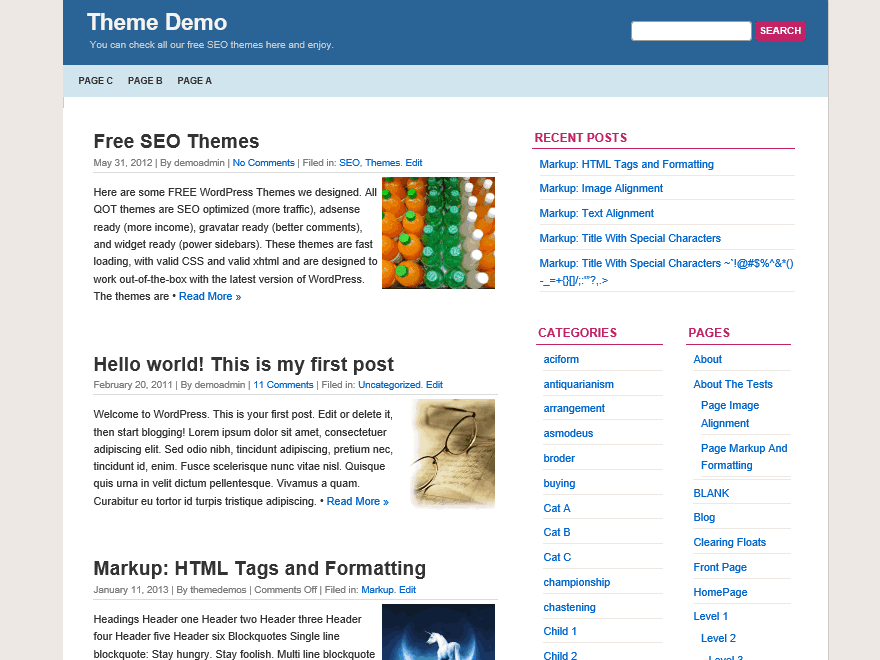 Theme Demo
You can check all our free SEO themes here and enjoy.
SEARCH
PAGE C
PAGE B
PAGE A
Free SEO Themes
May 31, 2012 | By demoadmin | No Comments | Filed in: SEO, Themes. Edit
Here are some FREE WordPress Themes we designed. All
QOT themes are SEO optimized (more traffic), adsense
ready (more income), gravatar ready (better comments),
and widget ready (power sidebars). These themes are fast
loading, with valid CSS and valid xhtml and are designed to
work out-of-the-box with the latest version of WordPress.
The themes are • Read More »
Hello world! This is my first post
February 20, 2011 | By demoadmin | 11 Comments | Filed in: Uncategorized. Edit
Welcome to WordPress. This is your first post. Edit or delete it,
then start blogging! Lorem ipsum dolor sit amet, consectetuer
adipiscing elit. Sed odio nibh, tincidunt adipiscing, pretium nec,
tincidunt id, enim. Fusce scelerisque nunc vitae nisl. Quisque
quis urna in velit dictum pellentesque. Vivamus a quam.
Curabitur eu tortor id turpis tristique adipiscing. • Read More »
Markup: HTML Tags and Formatting
January 11, 2013 | By themedemos | Comments Off | Filed in: Markup. Edit
Headings Header one Header two Header three Header
four Header five Header six Blockquotes Single line
blockquote: Stay hungry. Stay foolish. Multi line blockquote
RECENT POSTS
Markup: HTML Tags and Formatting
Markup: Image Alignment
Markup: Text Alignment
Markup: Title With Special Characters
Markup: Title With Special Characters ~`!@#$%^&*()
-_=+{}[]/;:'"?,.>
CATEGORIES
aciform
antiquarianism
arrangement
asmodeus
broder
buying
Cat A
Cat B
Cat C
championship
chastening
Child 1
Child 2
PAGES
About
About The Tests
Page Image
Alignment
Page Markup And
Formatting
BLANK
Blog
Clearing Floats
Front Page
HomePage
Level 1
Level 2
Level 3